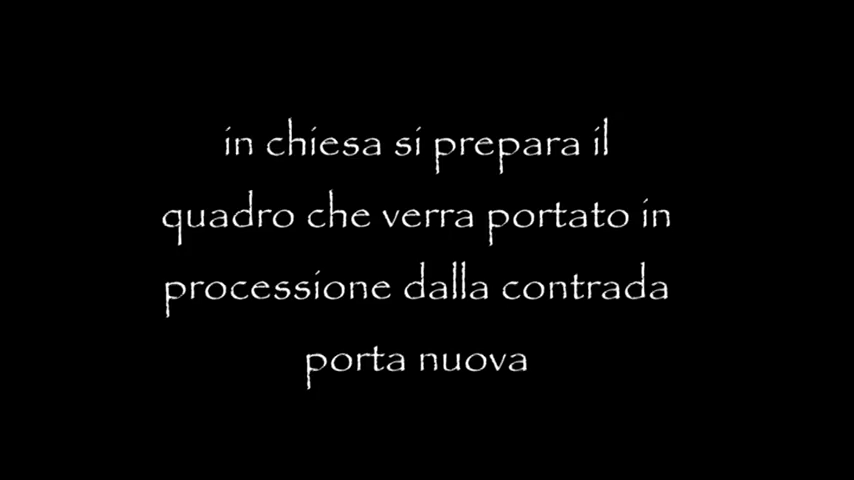 in chiesa si prepara il
quadro che verra portato in
processione dalla contrada
porta nuova